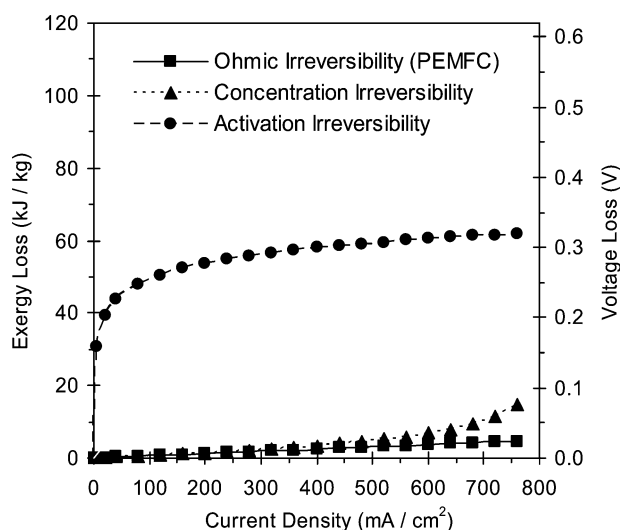 120
100
80
60
40
20
0
Exergy Loss (kJ / kg)
Ohmic Irreversibility (PEMFC)
Concentration Irreversibility
Activation Irreversibility
0.6
0.5
0.4
0.3
0.2
0.1
0.0
Voltage Loss (V)
0 100 200 300 400 500 600 700 800
Current Density (mA / cm²)